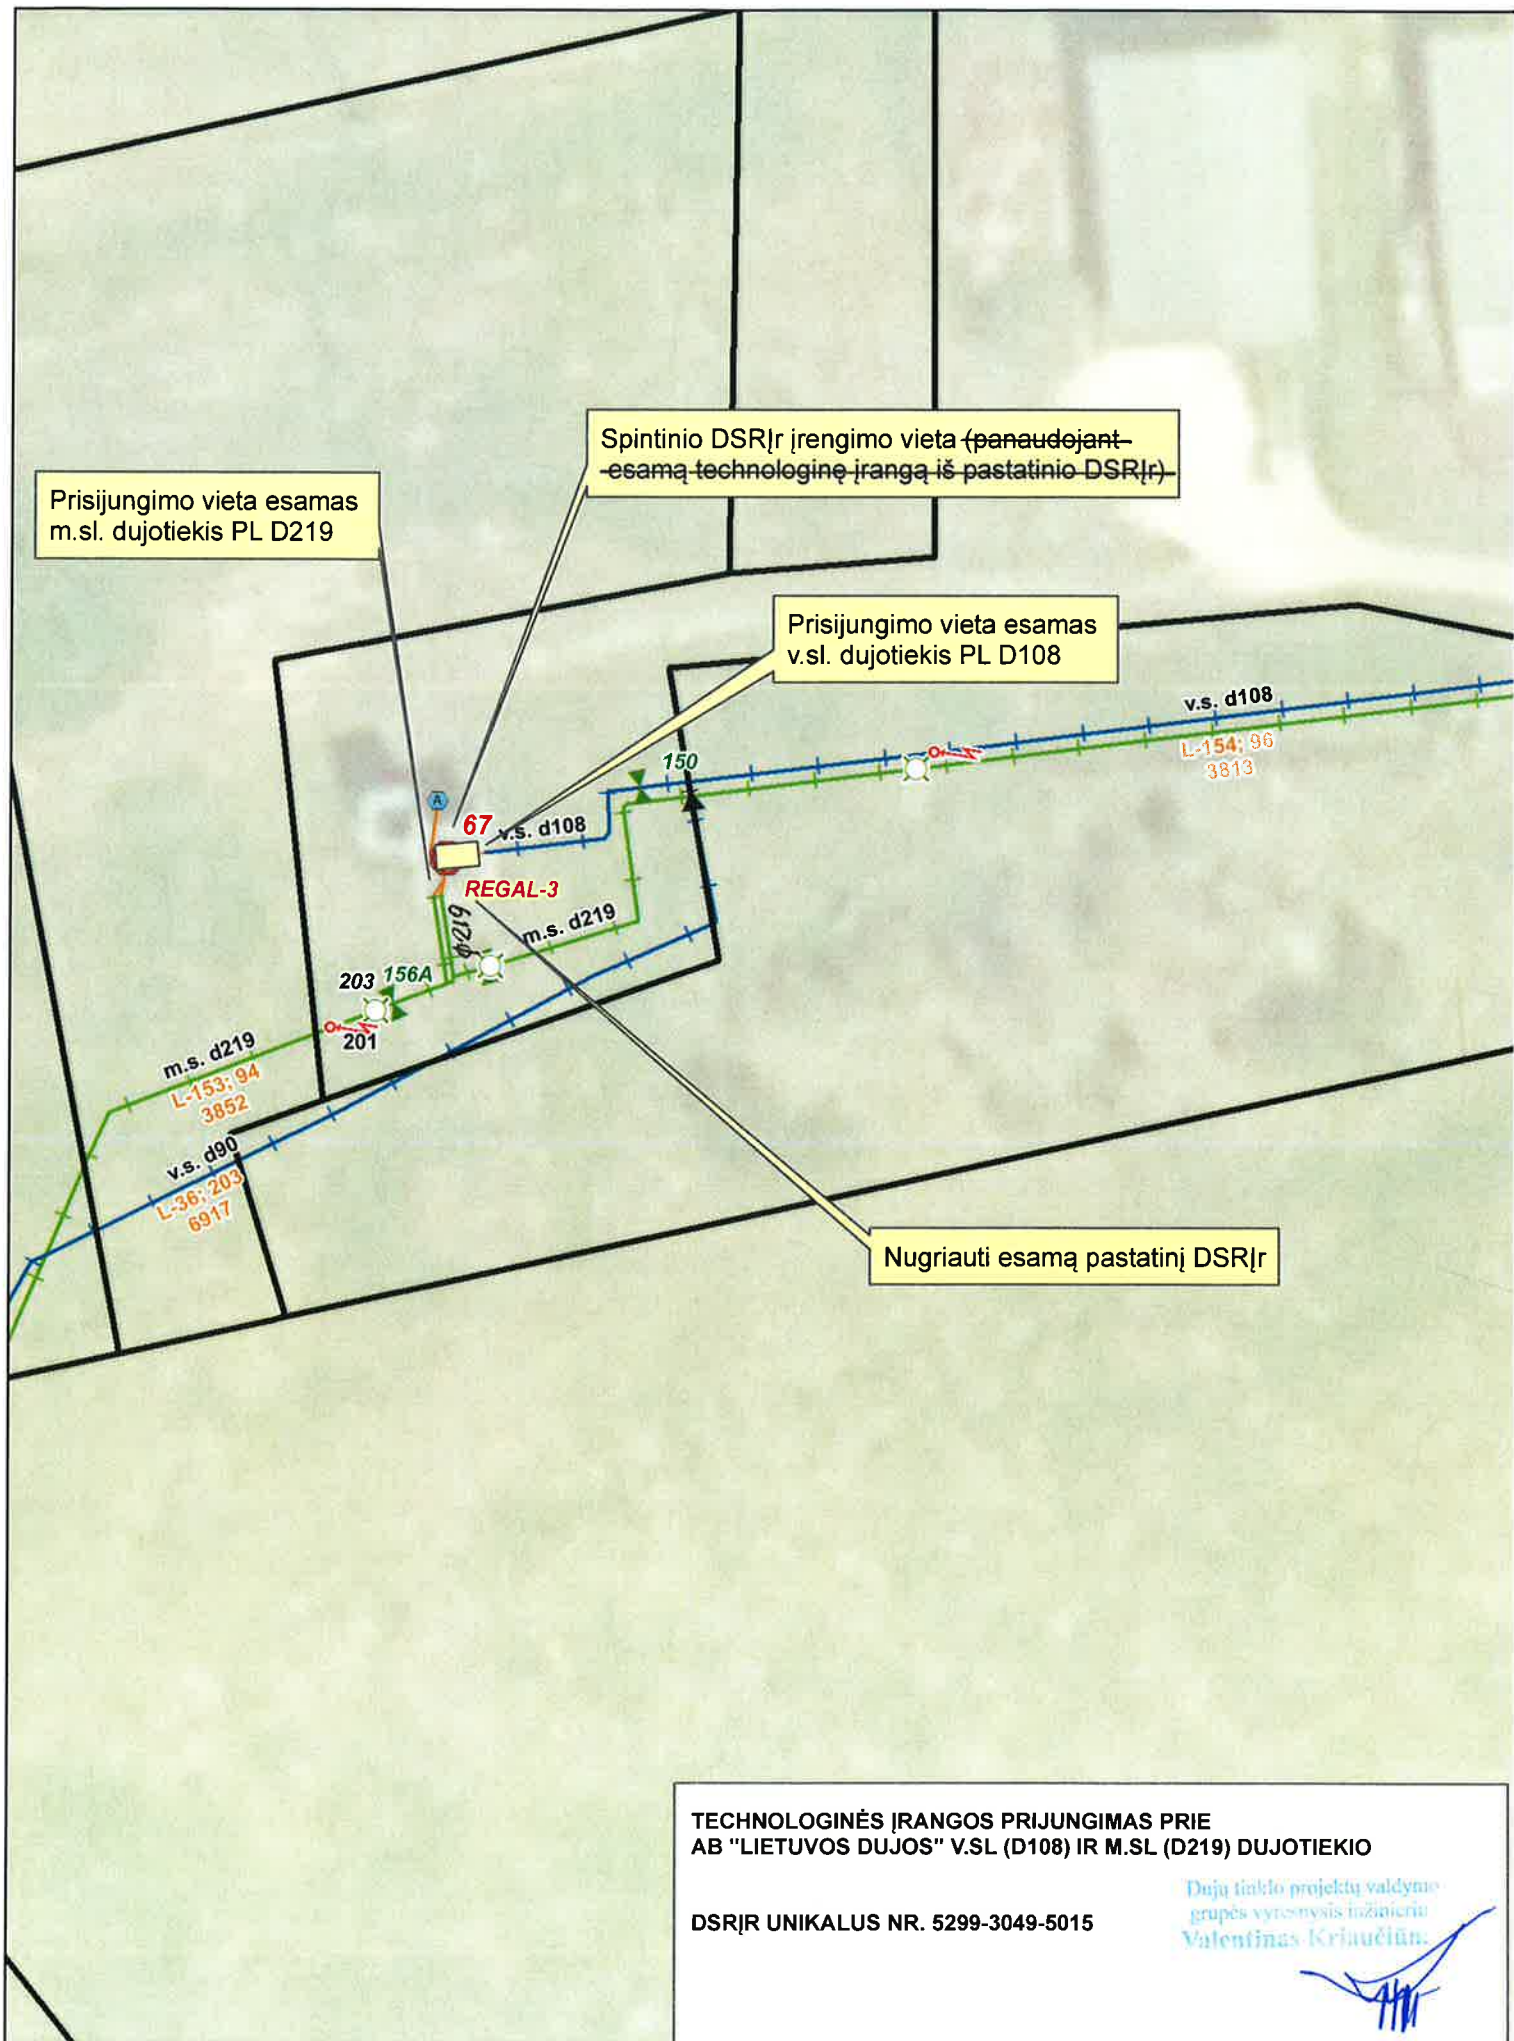 Spintinio DSRĮr įrengimo vieta (panaudojant
esamą technologinę įrangą iš pastatinio DSRĮr)
Prisijungimo vieta esamas
m.sl. dujotiekis PL D219
Prisijungimo vieta esamas
v.sl. dujotiekis PL D108
v.s. d108
L-154; 96
3813
150
A
67
v.s. d108
REGAL-3
ϕ219
m.s. d219
203
156A
201
m.s. d219
L-153; 94
3852
v.s. d90
L-36; 203
6917
Nugriauti esamą pastatinį DSRĮr
TECHNOLOGINĖS ĮRANGOS PRIJUNGIMAS PRIE
AB "LIETUVOS DUJOS" V.SL (D108) IR M.SL (D219) DUJOTIEKIO
DSRĮR UNIKALUS NR. 5299-3049-5015
Dujų tinklo projektų valdymo
grupės vyresnysis
Valentinas